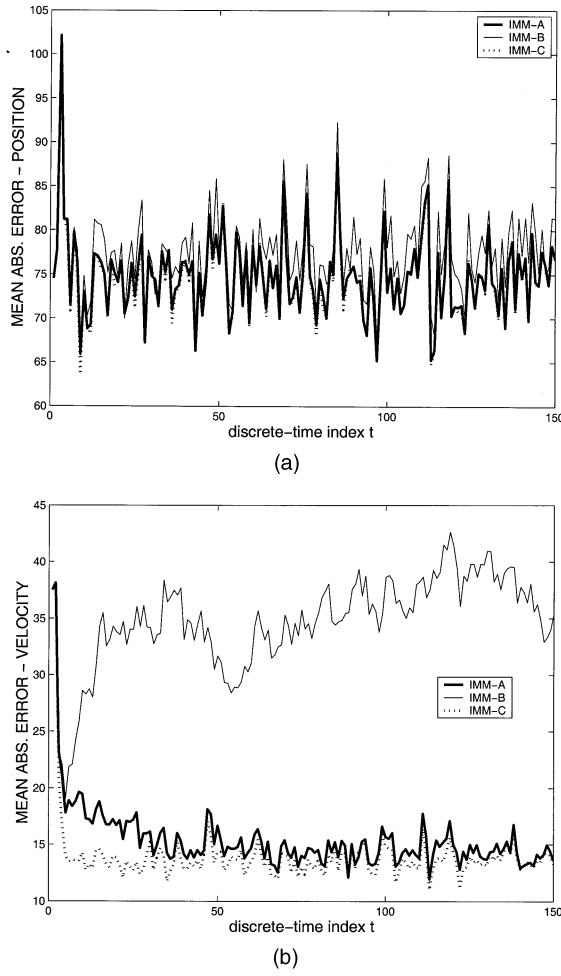 105
100
95
90
85
80
75
70
65
60
MEAN ABS. ERROR - POSITION
IMM-A
IMM-B
IMM-C
0
50
100
150
discrete-time index t
(a)
45
40
35
30
25
20
15
10
MEAN ABS. ERROR - VELOCITY
IMM-A
IMM-B
IMM-C
0
50
100
150
discrete-time index t
(b)